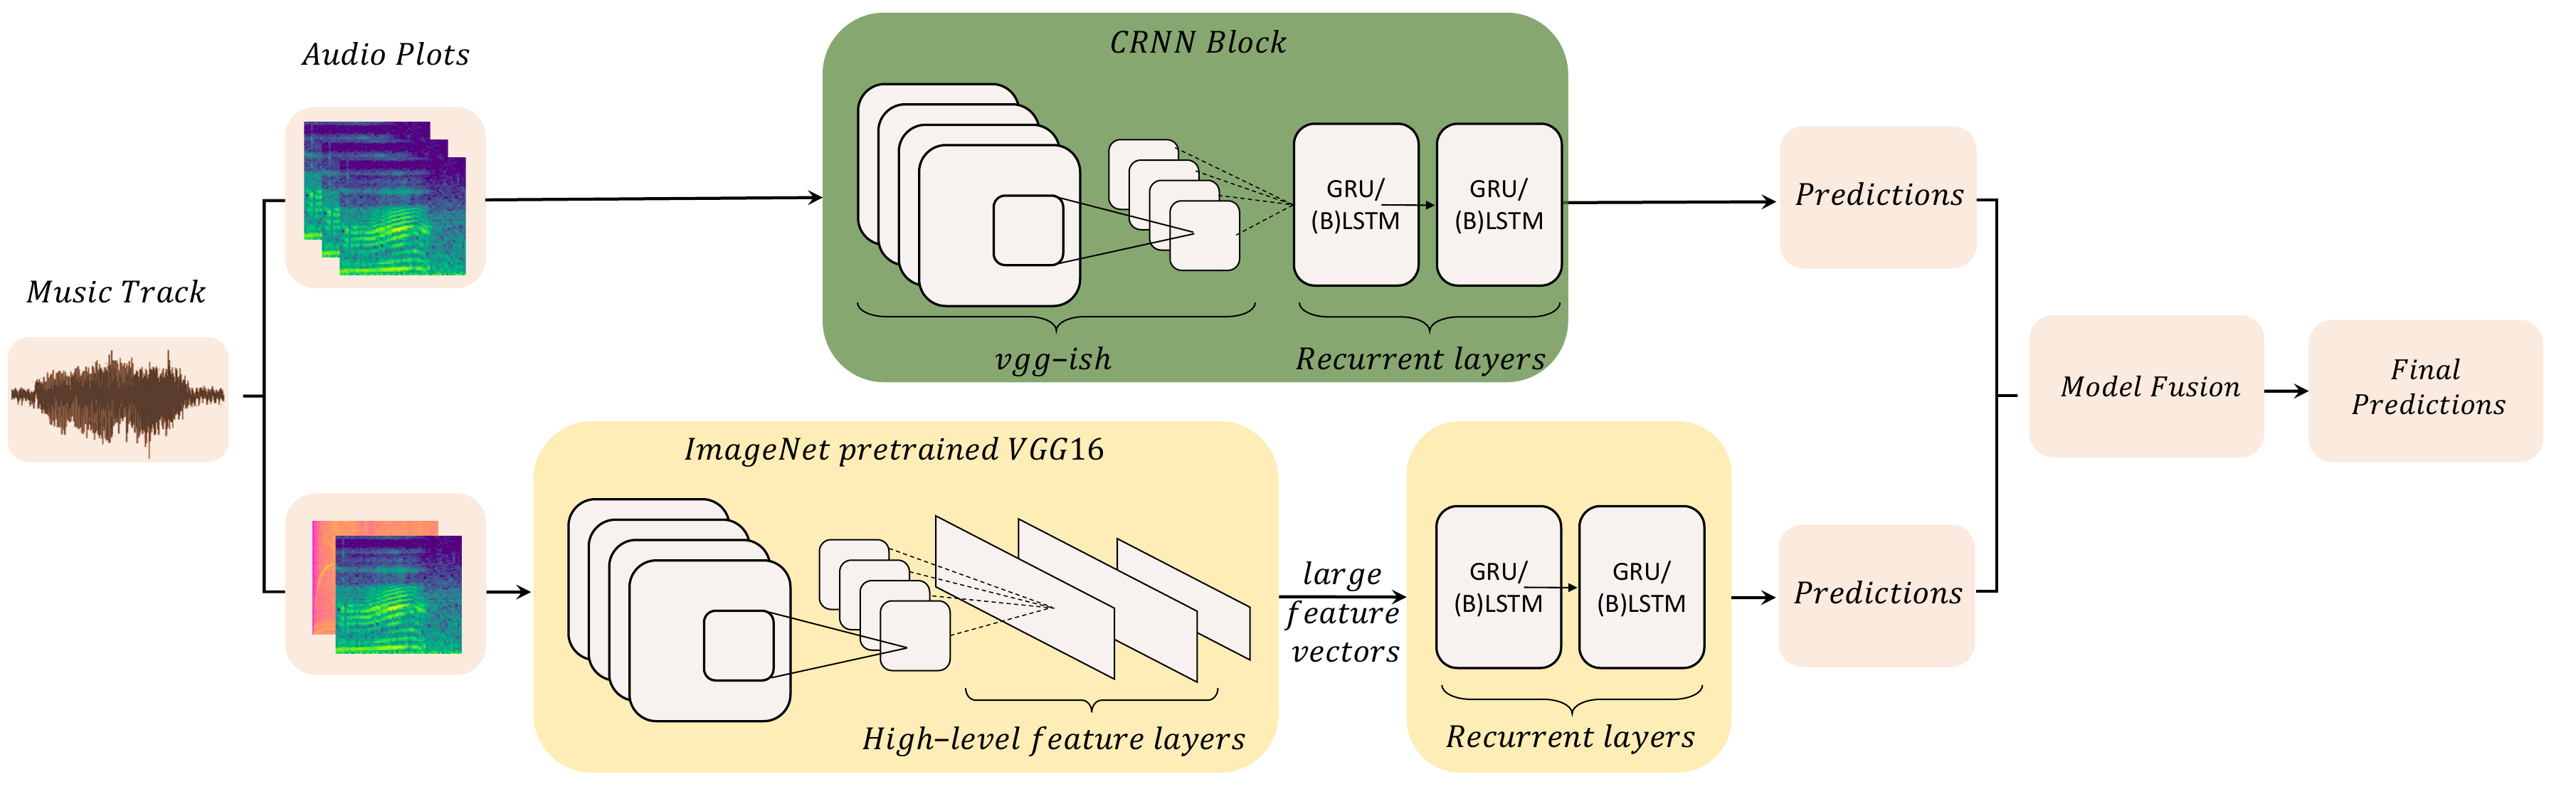 Music Track
Audio Plots
CRNN Block
GRU/
(B)LSTM
GRU/
(B)LSTM
vgg–ish
Recurrent layers
Predictions
ImageNet pretrained VGG16
High–level feature layers
large
feature
vectors
GRU/
(B)LSTM
GRU/
(B)LSTM
Recurrent layers
Predictions
Model Fusion
Final
Predictions